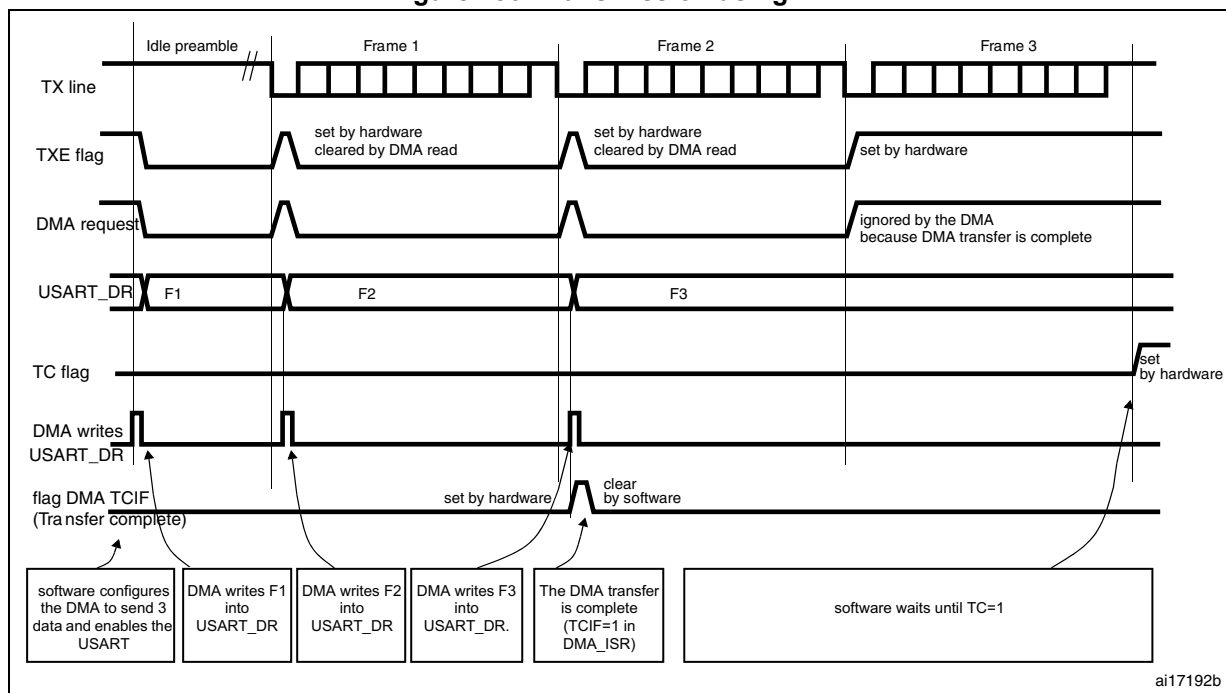 Idle preamble
Frame 1
Frame 2
Frame 3
TX line
TXE flag
set by hardware
cleared by DMA read
set by hardware
cleared by DMA read
set by hardware
DMA request
ignored by the DMA
because DMA transfer is complete
USART_DR
F1
F2
F3
TC flag
set
by hardware
DMA writes
USART_DR
flag DMA TCIF
(Transfer complete)
set by hardware
clear
by software
software configures
the DMA to send 3
data and enables the
USART
DMA writes F1
into
USART_DR
DMA writes F2
into
USART_DR
DMA writes F3
into
USART_DR.
The DMA transfer
is complete
(TCIF=1 in
DMA_ISR)
software waits until TC=1
ai17192b